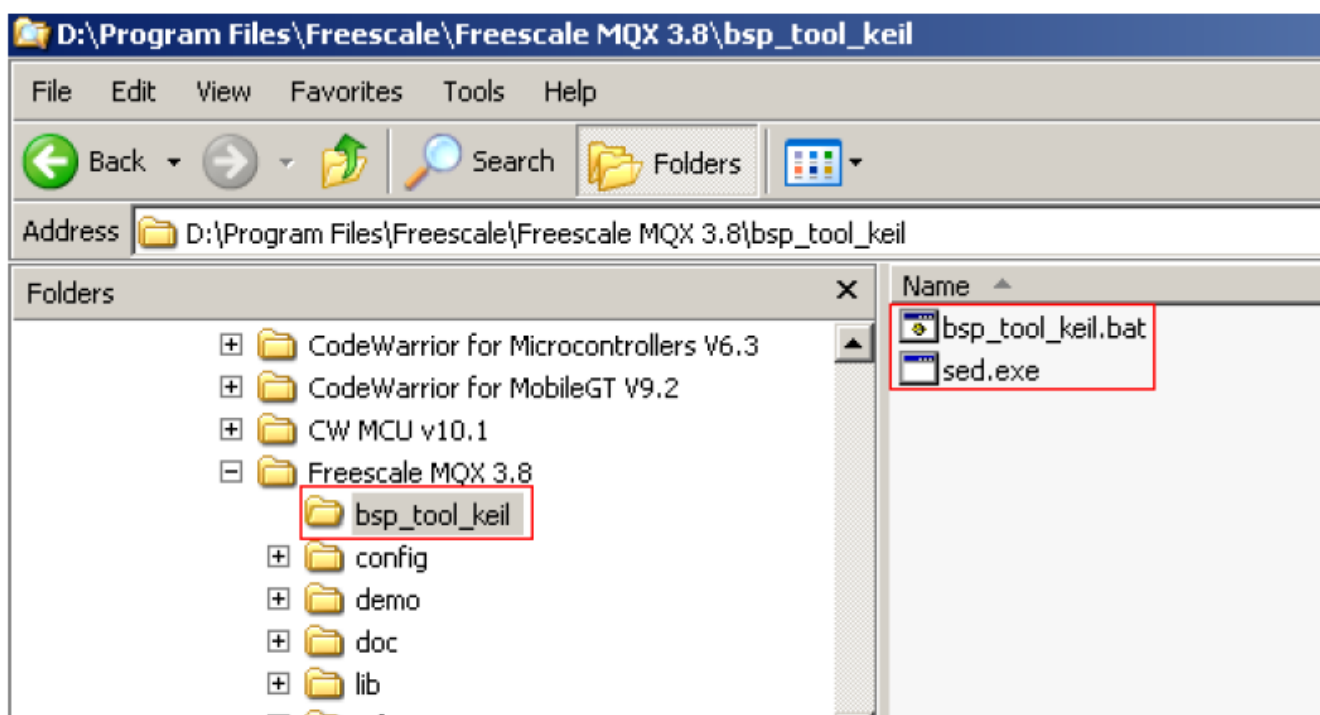 D:\Program Files\Freescale\Freescale MQX 3.8\bsp_tool_keil
File Edit View Favorites Tools Help
Back Search Folders
Address D:\Program Files\Freescale\Freescale MQX 3.8\bsp_tool_keil
Folders
Name
CodeWarrior for Microcontrollers V6.3
CodeWarrior for MobileGT V9.2
CW MCU v10.1
Freescale MQX 3.8
bsp_tool_keil
config
demo
doc
lib
bsp_tool_keil.bat
sed.exe